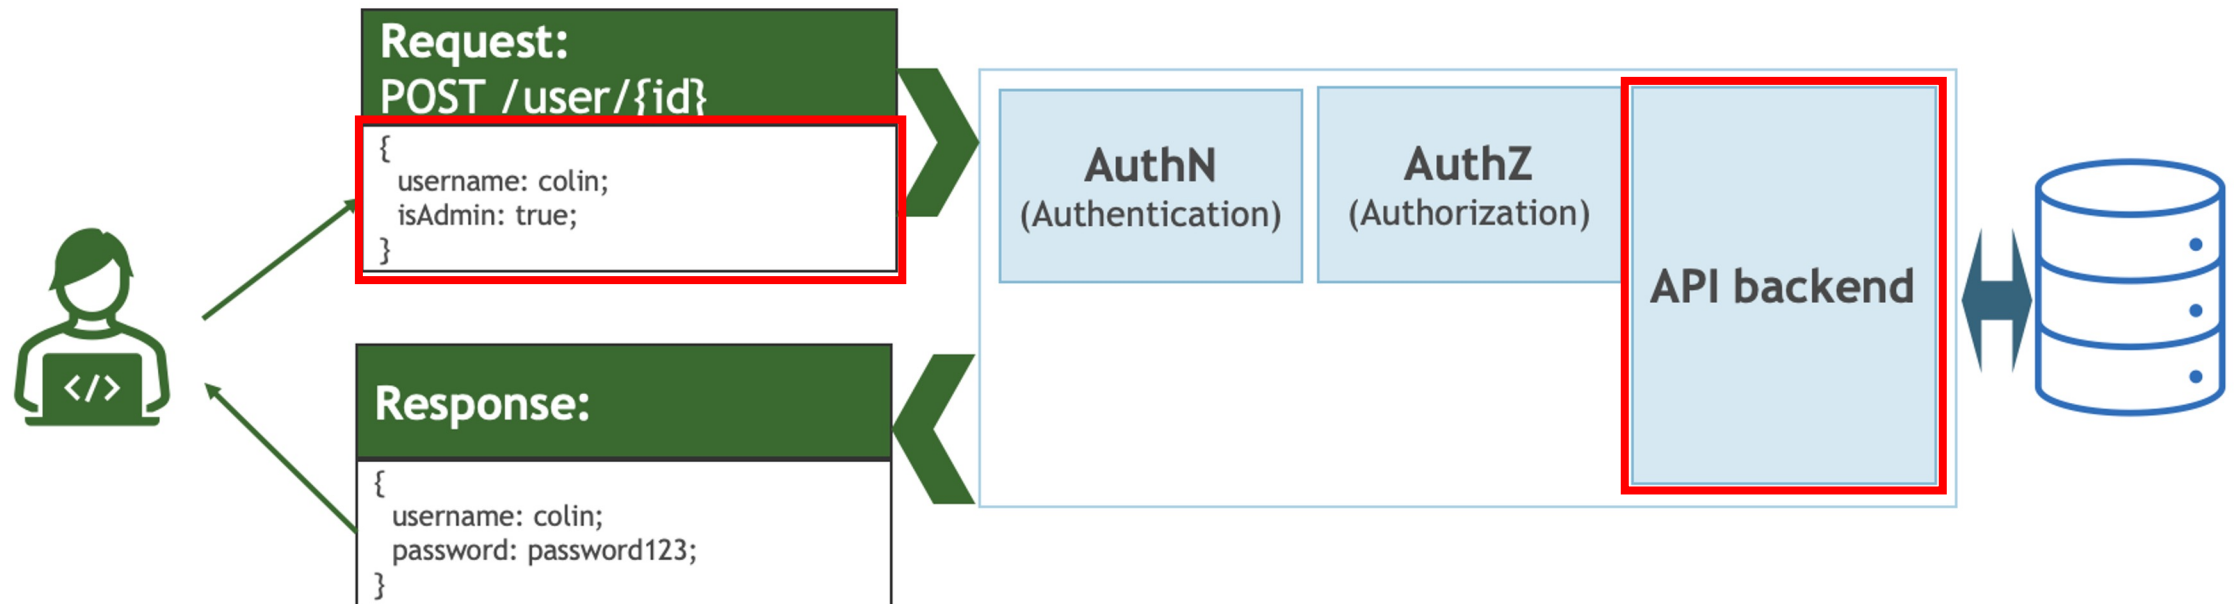 Request:
POST /user/{id}
{
username: colin;
isAdmin: true;
}
AuthN
(Authentication)
AuthZ
(Authorization)
API backend
</>
Response:
{
username: colin;
password: password123;
}